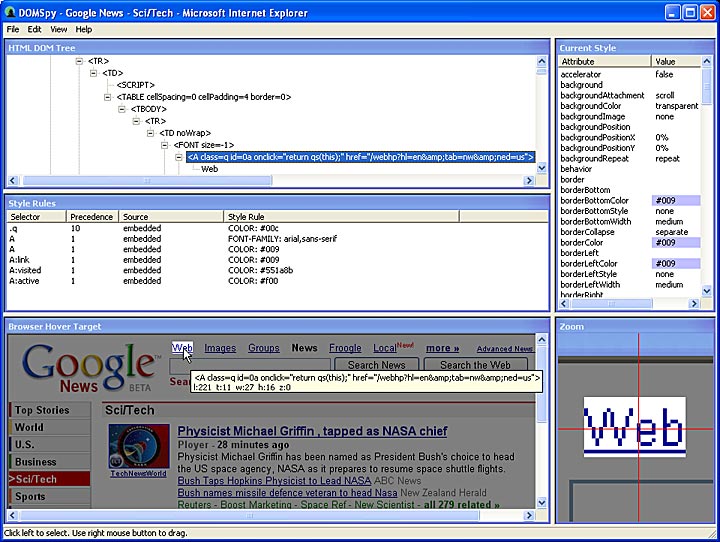 DOMSpy - Google News - Sci/Tech - Microsoft Internet Explorer
File Edit View Help
HTML DOM Tree
<TR>
<TD>
<SCRIPT>
<TABLE cellSpacing=0 cellPadding=4 border=0>
<TBODY>
<TR>
<TD noWrap>
<FONT size=-1>
<A class=q id=0a onclick="return qs(this);" href="/webhp?hl=en&amp;tab=nw&amp;ned=us">
Web
Current Style
Attribute Value
accelerator false
background
backgroundAttachment scroll
backgroundColor transparent
backgroundImage none
backgroundPosition
backgroundPositionX 0%
backgroundPositionY 0%
backgroundRepeat repeat
behavior
border
borderBottom
borderBottomColor #009
borderBottomStyle none
borderBottomWidth medium
borderCollapse separate
borderColor #009
borderLeft
borderLeftColor #009
borderLeftStyle none
borderLeftWidth medium
borderRight
Style Rules
Selector Precedence Source Style Rule
.q 10 embedded COLOR: #00c
A 1 embedded FONT-FAMILY: arial,sans-serif
A 1 embedded COLOR: #009
A:link 1 embedded COLOR: #009
A:visited 1 embedded COLOR: #551a8b
A:active 1 embedded COLOR: #f00
Browser Hover Target
Web Images Groups News Froogle Local New! more » Advanced News
Google News BETA
Search News Search the Web
Sear
<A class=q id=0a onclick="return qs(this);" href="/webhp?hl=en&amp;tab=nw&amp;ned=us">
l:221 t:11 w:27 h:16 z:0
Top Stories
World
U.S.
Business
>Sci/Tech
Sports
Sci/Tech
TechNewsWorld
Physicist Michael Griffin , tapped as NASA chief
Ployer - 28 minutes ago
Physicist Michael Griffin has been named as President Bush's choice to head
the US space agency, NASA as it prepares to resume space shuttle flights.
Bush Taps Hopkins Physicist to Lead NASA ABC News
Bush names missile defence veteran to head Nasa New Zealand Herald
Reuters - Boost Marketing - Space Ref - New Scientist - all 279 related »
Zoom
Web
Click left to select. Use right mouse button to drag.